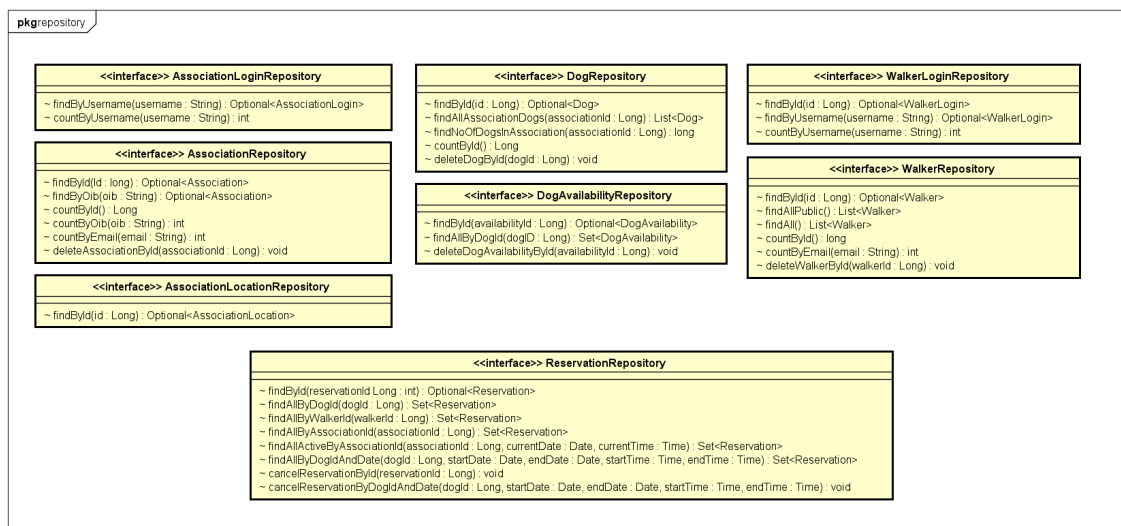 pkg repository
<<interface>> AssociationLoginRepository
~ findByUsername(username : String) : Optional<AssociationLogin>
~ countByUsername(username : String) : int
<<interface>> AssociationRepository
~ findById(Id : long) : Optional<Association>
~ findByOib(oib : String) : Optional<Association>
~ countById() : Long
~ countByOib(oib : String) : int
~ countByEmail(email : String) : int
~ deleteAssociationById(associationId : Long) : void
<<interface>> AssociationLocationRepository
~ findById(id : Long) : Optional<AssociationLocation>
<<interface>> DogRepository
~ findById(id : Long) : Optional<Dog>
~ findAllAssociationDogs(associationId : Long) : List<Dog>
~ findNoOfDogsInAssociation(associationId : Long) : long
~ countById() : Long
~ deleteDogById(dogId : Long) : void
<<interface>> DogAvailabilityRepository
~ findById(availabilityId : Long) : Optional<DogAvailability>
~ findAllByDogId(dogID : Long) : Set<DogAvailability>
~ deleteDogAvailabilityById(availabilityId : Long) : void
<<interface>> WalkerLoginRepository
~ findById(id : Long) : Optional<WalkerLogin>
~ findByUsername(username : String) : Optional<WalkerLogin>
~ countByUsername(username : String) : int
<<interface>> WalkerRepository
~ findById(id : Long) : Optional<Walker>
~ findAllPublic() : List<Walker>
~ findAll() : List<Walker>
~ countById() : long
~ countByEmail(email : String) : int
~ deleteWalkerById(walkerId : Long) : void
<<interface>> ReservationRepository
~ findById(reservationId Long : int) : Optional<Reservation>
~ findAllByDogId(dogId : Long) : Set<Reservation>
~ findAllByWalkerId(walkerId : Long) : Set<Reservation>
~ findAllByAssociationId(associationId : Long) : Set<Reservation>
~ findAllActiveByAssociationId(associationId : Long, currentDate : Date, currentTime : Time) : Set<Reservation>
~ findAllByDogIdAndDate(dogId : Long, startDate : Date, endDate : Date, startTime : Time, endTime : Time) : Set<Reservation>
~ cancelReservationById(reservationId : Long) : void
~ cancelReservationByDogIdAndDate(dogId : Long, startDate : Date, endDate : Date, startTime : Time, endTime : Time) : void